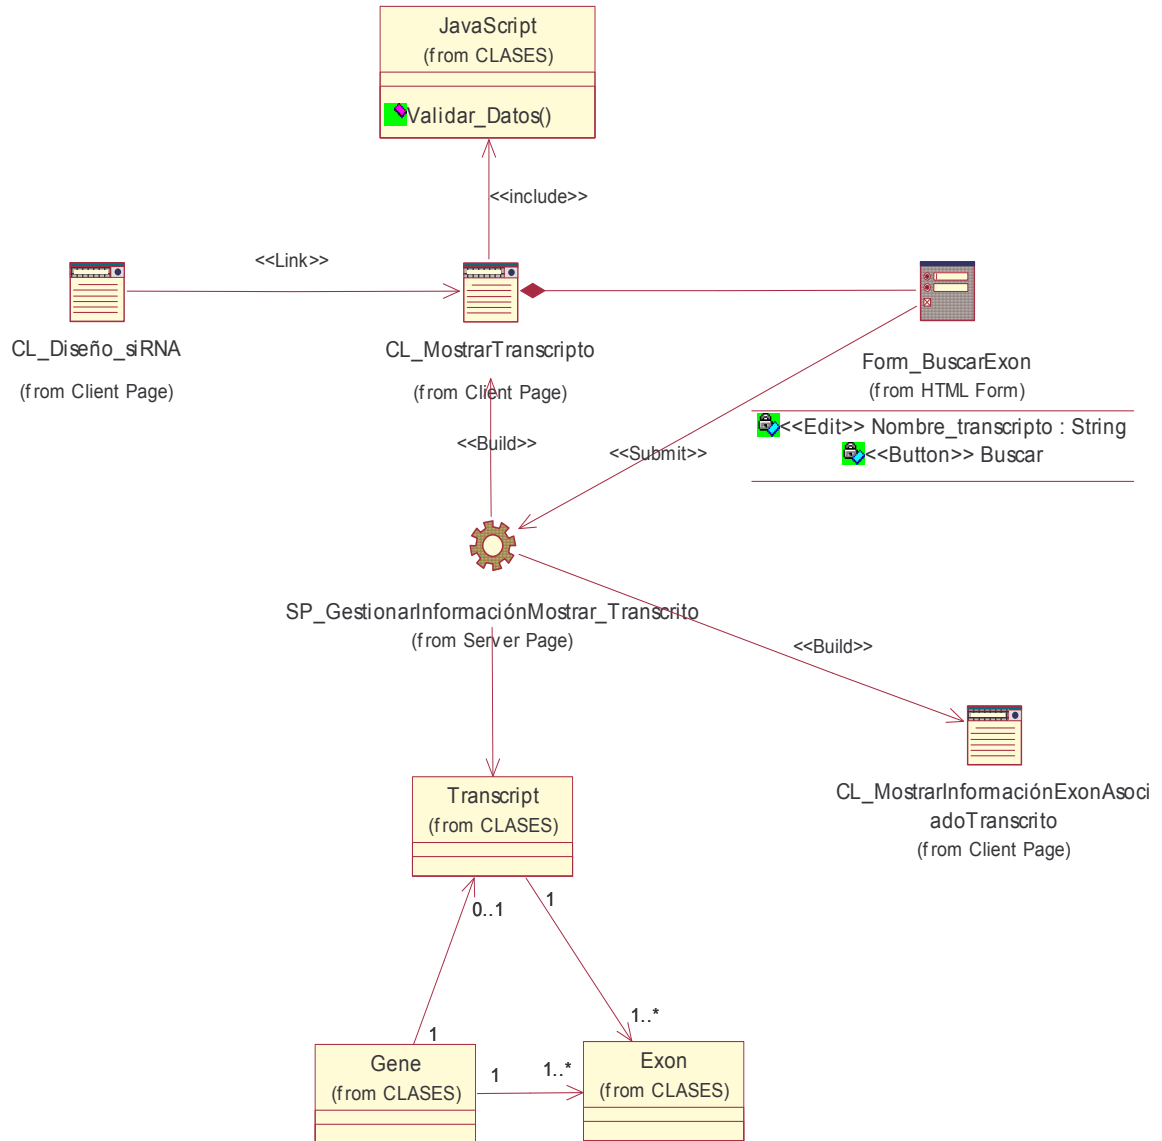 JavaScript
(from CLASES)
Validar_Datos()
<<include>>
<<Link>>
CL_Diseño_siRNA
(from Client Page)
CL_MostrarTranscripto
(from Client Page)
Form_BuscarExon
(from HTML Form)
<<Edit>> Nombre_transcripto : String
<<Button>> Buscar
<<Build>>
<<Submit>>
SP_GestionarInformaciónMostrar_Transcrito
(from Server Page)
<<Build>>
CL_MostrarInformaciónExonAsoci
adoTranscrito
(from Client Page)
Transcript
(from CLASES)
0..1
1
1
1..*
Gene
(from CLASES)
1
1..*
Exon
(from CLASES)